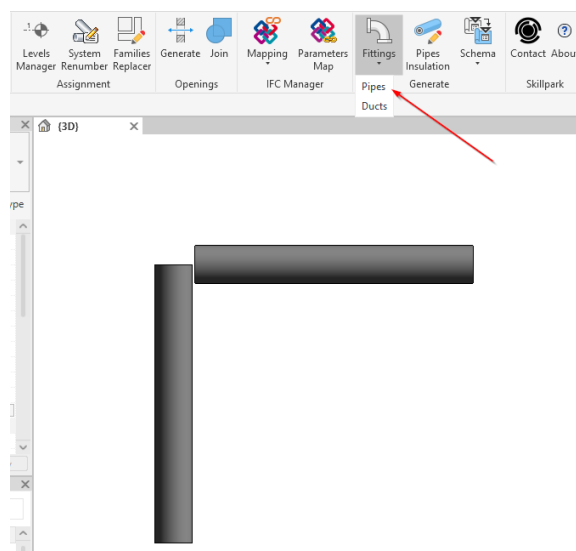 Levels System Families Generate Join Mapping Parameters Fittings Pipes Schema Contact Abou
Manager Renumber Replacer Map Insulation
Assignment Openings IFC Manager Generate Skillpark
Pipes
Ducts
{3D}
ype